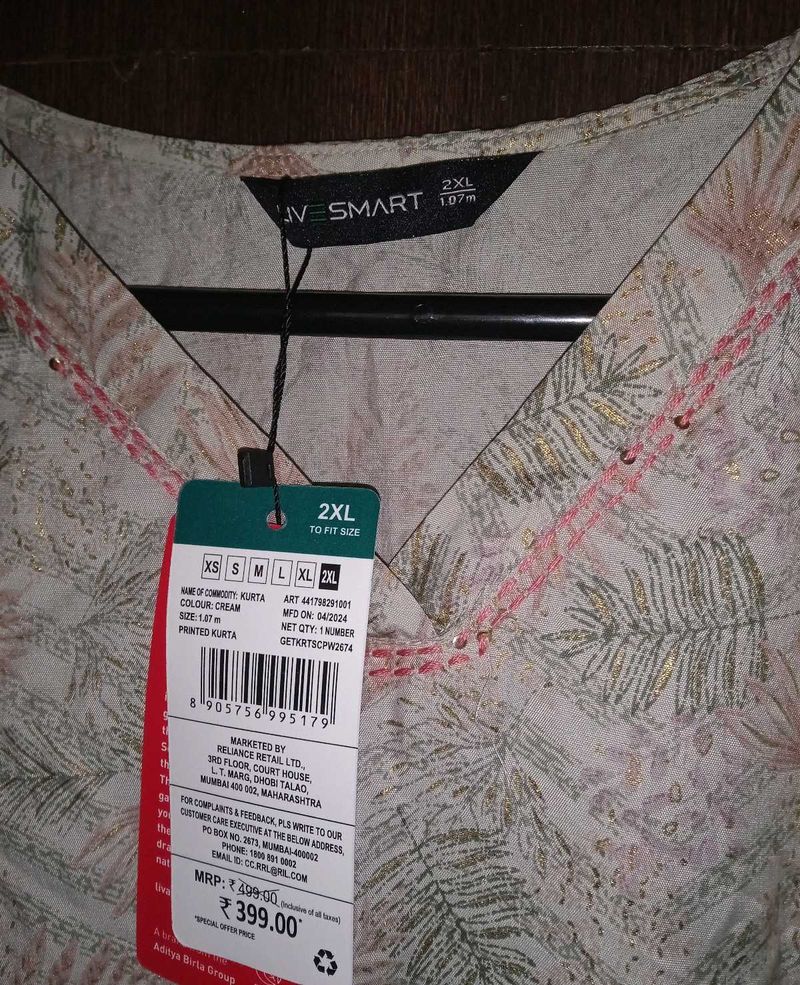 LIVESMART
2XL
1.07m
2XL
TO FIT SIZE
XS S M L XL 2XL
NAME OF COMMODITY: KURTA
COLOUR: CREAM
SIZE: 1.07 m
PRINTED KURTA
ART 441798291001
MFD ON: 04/2024
NET QTY: 1 NUMBER
GETKRTSCPW2674
8 905756 995179
MARKETED BY
RELIANCE RETAIL LTD.,
3RD FLOOR, COURT HOUSE,
L. T. MARG, DHOBI TALAO,
MUMBAI 400 002, MAHARASHTRA
FOR COMPLAINTS & FEEDBACK, PLS WRITE TO OUR
CUSTOMER CARE EXECUTIVE AT THE BELOW ADDRESS,
PO BOX NO. 2673, MUMBAI-400002
PHONE: 1800 891 0002
EMAIL ID: CC.RRL@RIL.COM
MRP: ₹ 499.00 (Inclusive of all taxes)
₹ 399.00*
*SPECIAL OFFER PRICE
liva
A from the
Aditya Birla Group